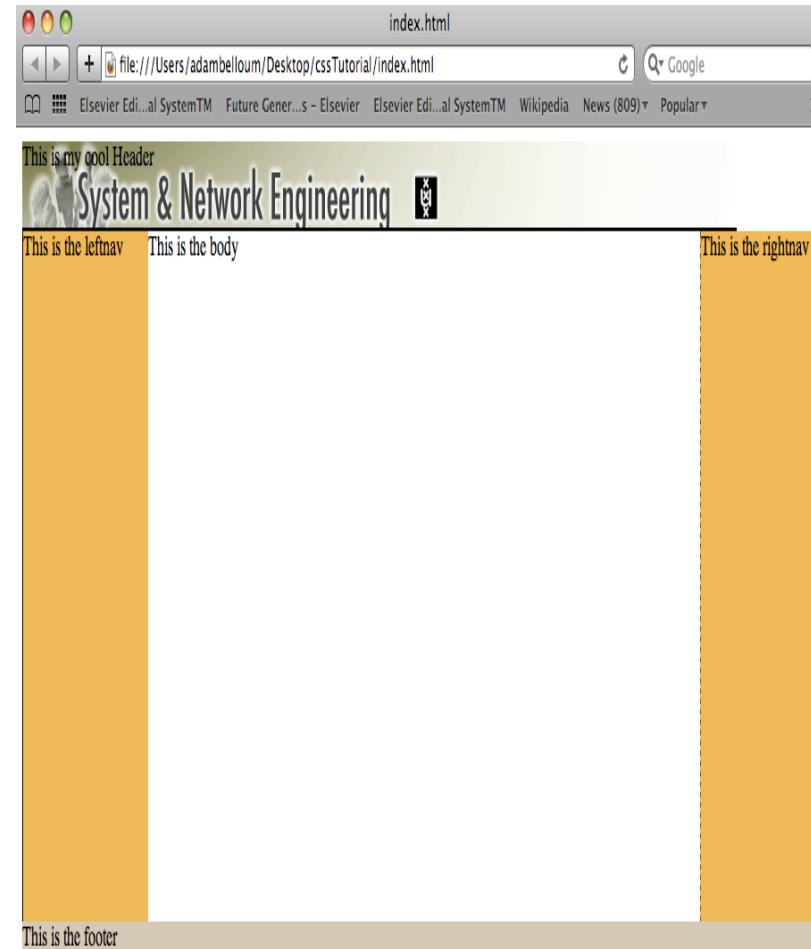 index.html
+ file:///Users/adambelloum/Desktop/cssTutorial/index.html Google
Elsevier Edi...al SystemTM Future Gener...s – Elsevier Elsevier Edi...al SystemTM Wikipedia News (809) Popular
This is my cool Header
System & Network Engineering
This is the leftnav This is the body This is the rightnav
This is the footer